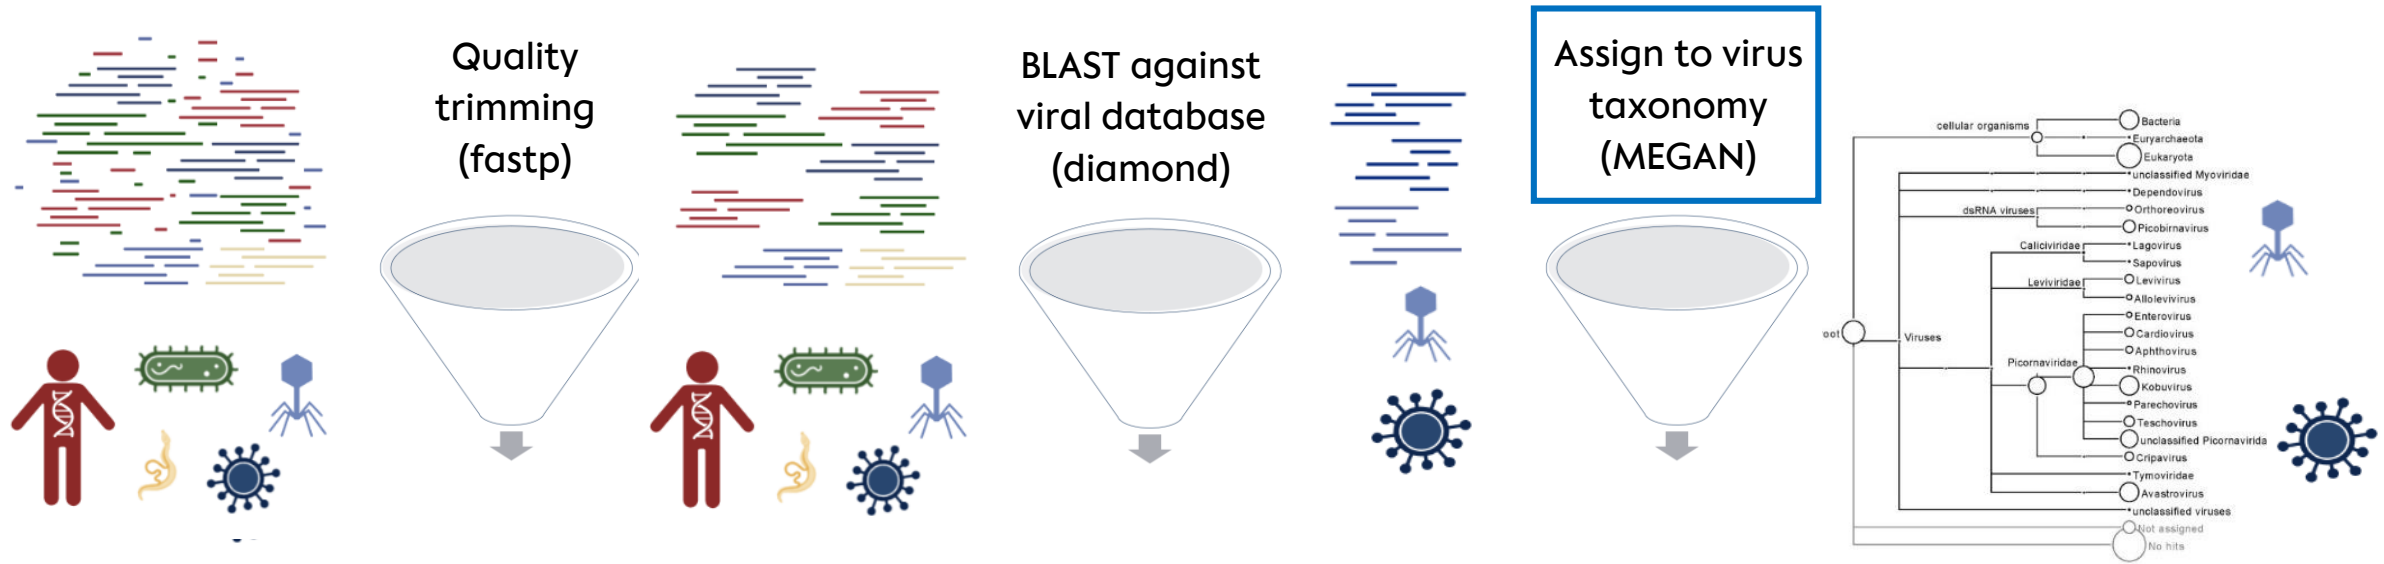 Quality
trimming
(fastp)
BLAST against
viral database
(diamond)
Assign to virus
taxonomy
(MEGAN)
cellular organisms
Bacteria
Euryarchaeota
Eukaryota
unclassified Myoviridae
Dependovirus
dsRNA viruses
Orthoreovirus
Picobirnavirus
Caliciviridae
Lagovirus
Sapovirus
Leviviridae
Levivirus
Allolevivirus
Enterovirus
Cardiovirus
oot
Viruses
Aphthovirus
Picornaviridae
Rhinovirus
Kobuvirus
Parechovirus
Teschovirus
unclassified Picornavirida
Cripavirus
Tymoviridae
Avastrovirus
unclassified viruses
Not assigned
No hits